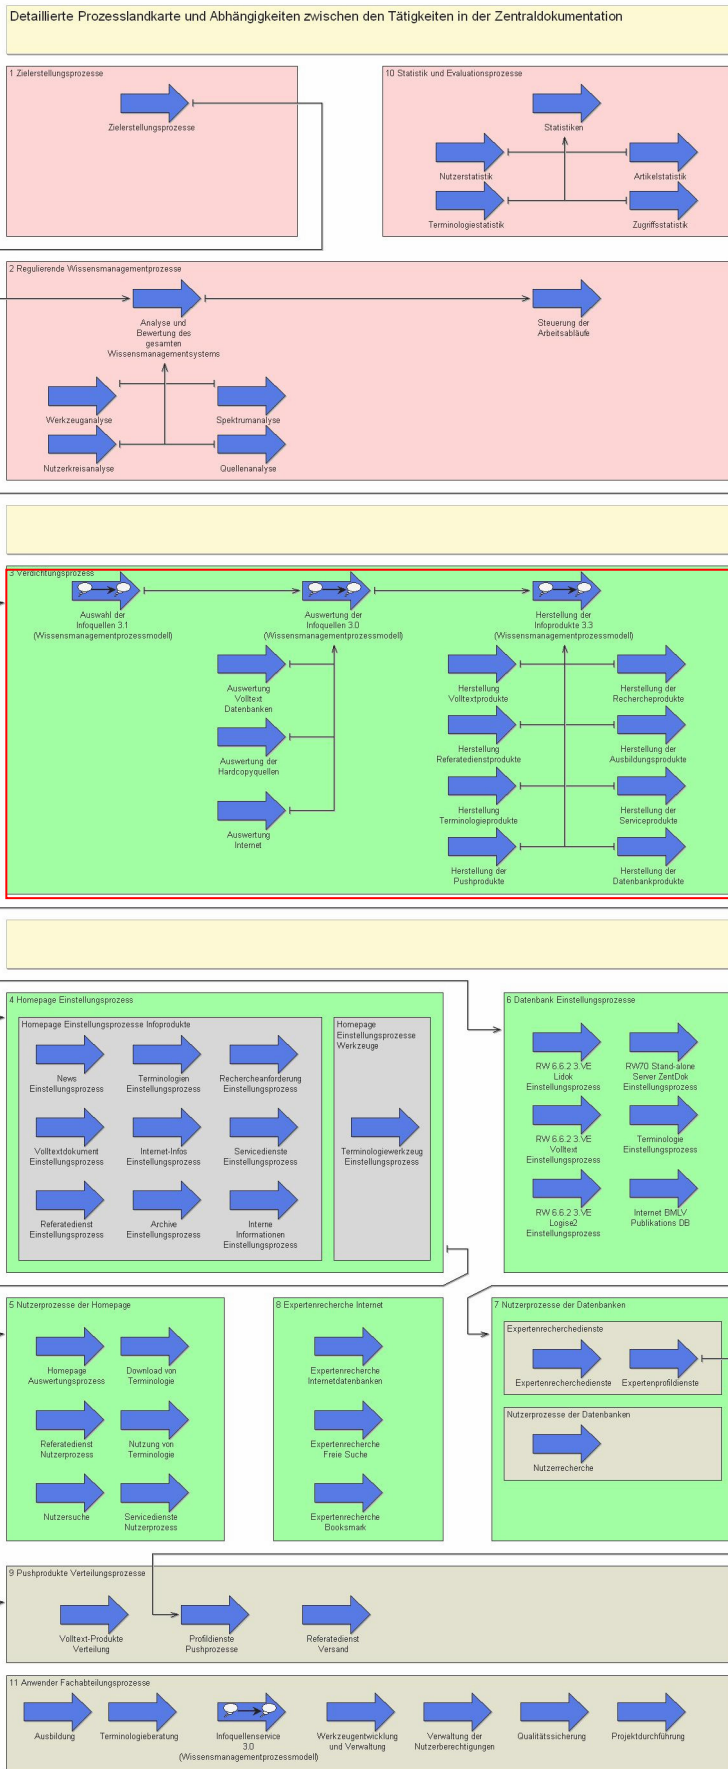 Detaillierte Prozesslandkarte und Abhängigkeiten zwischen den Tätigkeiten in der Zentraldokumentation
1 Zielerstellungsprozesse
Zielerstellungsprozesse
10 Statistik und Evaluationsprozesse
Statistiken
Nutzerstatistik
Artikelstatistik
Terminologiestatistik
Zugriffsstatistik
2 Regulierende Wissensmanagementprozesse
Analyse und
Bewertung des
gesamten
Wissensmanagementsystems
Steuerung der
Arbeitsabläufe
Werkzeuganalyse
Spektrumanalyse
Nutzerkreisanalyse
Quellenanalyse
3 Verdichtungsprozess
Auswahl der
Infoquellen 3.1
(Wissensmanagementprozessmodell)
Auswertung der
Infoquellen 3.0
(Wissensmanagementprozessmodell)
Herstellung der
Infoprodukte 3.3
(Wissensmanagementprozessmodell)
Auswertung
Volltext
Datenbanken
Auswertung der
Hardcopyquellen
Auswertung
Internet
Herstellung
Volltextprodukte
Herstellung der
Rechercheprodukte
Herstellung
Referatedienstprodukte
Herstellung der
Ausbildungsprodukte
Herstellung
Terminologieprodukte
Herstellung der
Serviceprodukte
Herstellung der
Pushprodukte
Herstellung der
Datenbankprodukte
4 Homepage Einstellungsprozess
Homepage Einstellungsprozesse Infoprodukte
News
Einstellungsprozess
Terminologien
Einstellungsprozess
Rechercheanforderung
Einstellungsprozess
Volltextdokument
Einstellungsprozess
Internet-Infos
Einstellungsprozess
Servicedienste
Einstellungsprozess
Referatedienst
Einstellungsprozess
Archive
Einstellungsprozess
Interne
Informationen
Einstellungsprozess
Homepage
Einstellungsprozesse
Werkzeuge
Terminologiewerkzeug
Einstellungsprozess
6 Datenbank Einstellungsprozesse
RW 6.6.2 3.VE
Lidok
Einstellungsprozess
RW70 Stand-alone
Server ZentDok
Einstellungsprozess
RW 6.6.2 3.VE
Volltext
Einstellungsprozess
Terminologie
Einstellungsprozess
RW 6.6.2 3.VE
Logise2
Einstellungsprozess
Internet BMLV
Publikations DB
5 Nutzerprozesse der Homepage
Homepage
Auswertungsprozess
Download von
Terminologie
Referatedienst
Nutzerprozess
Nutzung von
Terminologie
Nutzersuche
Servicedienste
Nutzerprozess
8 Expertenrecherche Internet
Expertenrecherche
Internetdatenbanken
Expertenrecherche
Freie Suche
Expertenrecherche
Booksmark
7 Nutzerprozesse der Datenbanken
Expertenrecherchedienste
Expertenrecherchedienste
Expertenprofildienste
Nutzerprozesse der Datenbanken
Nutzerrecherche
9 Pushprodukte Verteilungsprozesse
Volltext-Produkte
Verteilung
Profildienste
Pushprozesse
Referatedienst
Versand
11 Anwender Fachabteilungsprozesse
Ausbildung
Terminologieberatung
Infoquellenservice
3.0
(Wissensmanagementprozessmodell)
Werkzeugentwicklung
und Verwaltung
Verwaltung der
Nutzerberechtigungen
Qualitätssicherung
Projektdurchführung